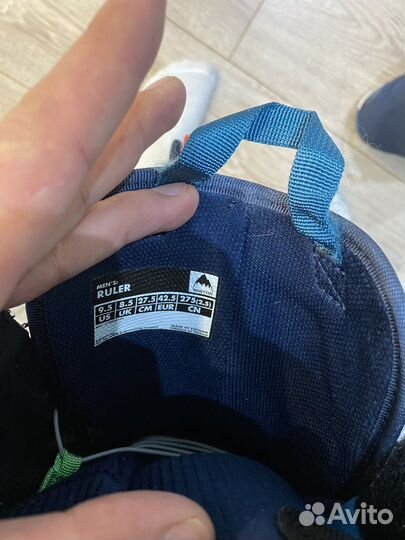 MEN'S:
RULER
BURTON
9.5 8.5 27.5 42.5 275(2.5)
US UK CM EUR CN
MADE IN VIETNAM
Avito